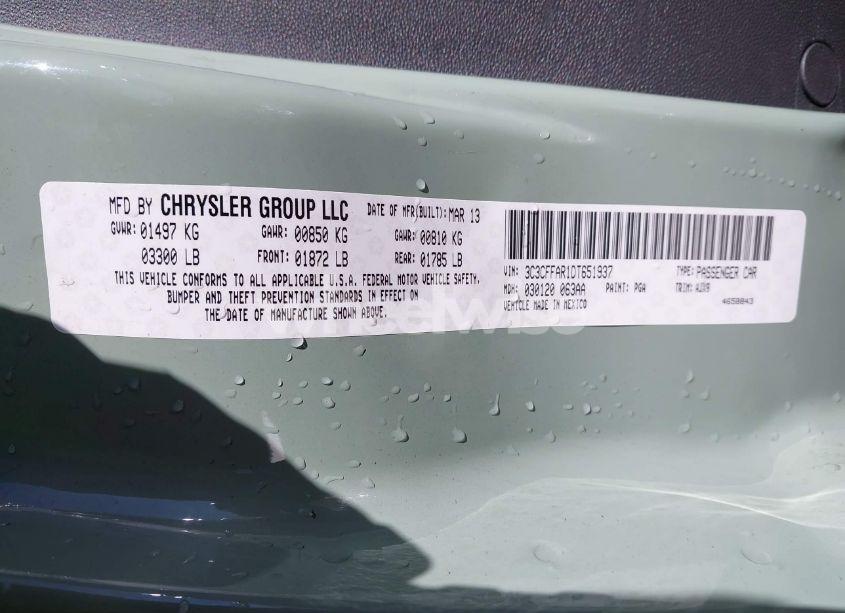 MFD BY CHRYSLER GROUP LLC DATE OF MFR(BUILT): MAR 13
GVWR: 01497 KG GAWR: 00850 KG GAWR: 00810 KG
03300 LB FRONT: 01872 LB REAR: 01785 LB
THIS VEHICLE CONFORMS TO ALL APPLICABLE U.S.A. FEDERAL MOTOR VEHICLE SAFETY,
BUMPER AND THEFT PREVENTION STANDARDS IN EFFECT ON
THE DATE OF MANUFACTURE SHOWN ABOVE.
VIN: 3C3CFFAR1DT651937 TYPE: PASSENGER CAR
MDH: 030120 063AA PAINT: PGA TRIM: AJX9
VEHICLE MADE IN MEXICO 4658843